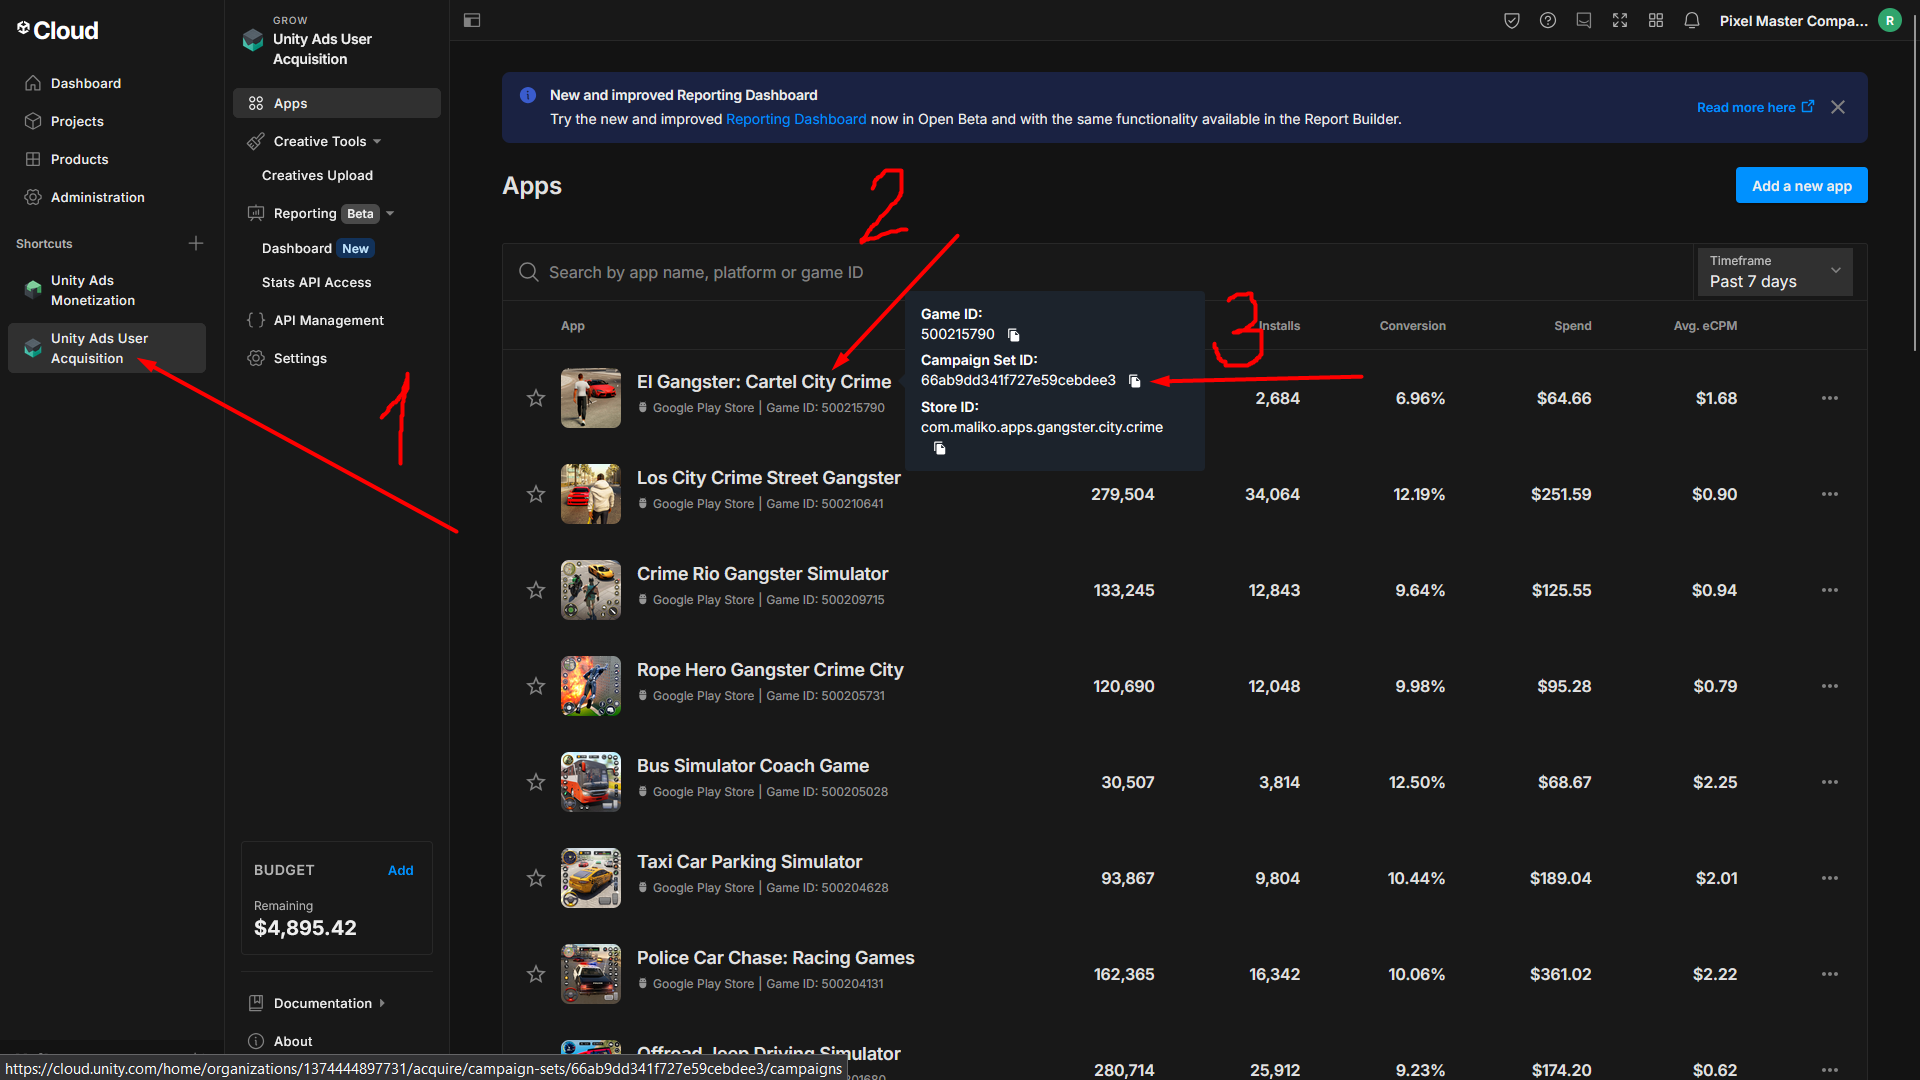 Cloud
Dashboard
Projects
Products
Administration
Shortcuts
Unity Ads
Monetization
Unity Ads User
Acquisition
GROW
Unity Ads User
Acquisition
Apps
Creative Tools
Creatives Upload
Reporting Beta
Dashboard New
Stats API Access
API Management
Settings
1
BUDGET Add
Remaining
$4,895.42
Documentation
About
Pixel Master Compa... R
New and improved Reporting Dashboard
Try the new and improved Reporting Dashboard now in Open Beta and with the same functionality available in the Report Builder.
Read more here
Apps
2
Add a new app
Search by app name, platform or game ID
Timeframe
Past 7 days
App Installs Conversion Spend Avg. eCPM
3
Game ID:
500215790
Campaign Set ID:
66ab9dd341f727e59cebdee3
Store ID:
com.maliko.apps.gangster.city.crime
El Gangster: Cartel City Crime
Google Play Store | Game ID: 500215790
2,684 6.96% $64.66 $1.68
Los City Crime Street Gangster
Google Play Store | Game ID: 500210641
279,504 34,064 12.19% $251.59 $0.90
Crime Rio Gangster Simulator
Google Play Store | Game ID: 500209715
133,245 12,843 9.64% $125.55 $0.94
Rope Hero Gangster Crime City
Google Play Store | Game ID: 500205731
120,690 12,048 9.98% $95.28 $0.79
Bus Simulator Coach Game
Google Play Store | Game ID: 500205028
30,507 3,814 12.50% $68.67 $2.25
Taxi Car Parking Simulator
Google Play Store | Game ID: 500204628
93,867 9,804 10.44% $189.04 $2.01
Police Car Chase: Racing Games
Google Play Store | Game ID: 500204131
162,365 16,342 10.06% $361.02 $2.22
Offroad Jeep Driving Simulator
280,714 25,912 9.23% $174.20 $0.62
https://cloud.unity.com/home/organizations/1374444897731/acquire/campaign-sets/66ab9dd341f727e59cebdee3/campaigns